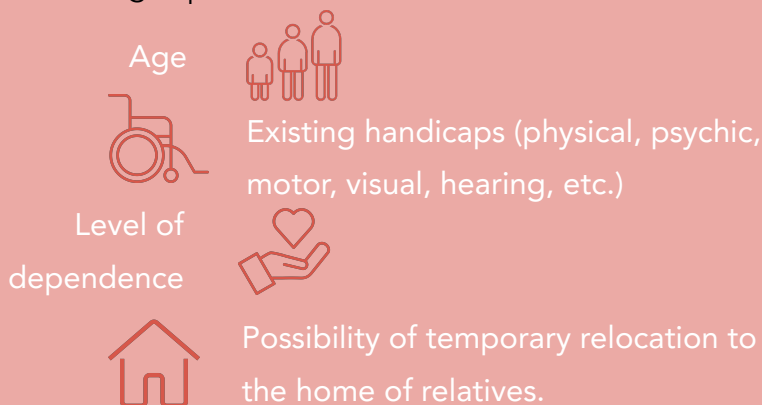 Age
Existing handicaps (physical, psychic,
motor, visual, hearing, etc.)
Level of
dependence
Possibility of temporary relocation to
the home of relatives.